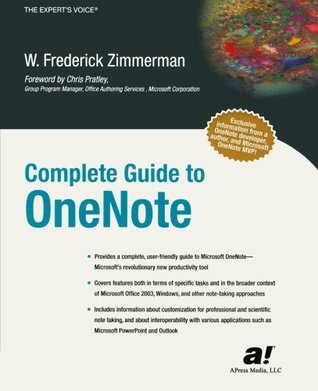 THE EXPERT'S VOICE®
W. Frederick Zimmerman
Foreword by Chris Pratley,
Group Program Manager, Office Authoring Services , Microsoft Corporation
Exclusive
information from a
OneNote developer,
author, and Microsoft
OneNote MVP!
Complete Guide to
OneNote
• Provides a complete, user-friendly guide to Microsoft OneNote—
Microsoft's revolutionary new productivity tool
• Covers features both in terms of specific tasks and in the broader context
of Microsoft Office 2003, Windows, and other note-taking approaches
• Includes information about customization for professional and scientific
note taking, and about interoperability with various applications such as
Microsoft PowerPoint and Outlook
a!
APress Media, LLC